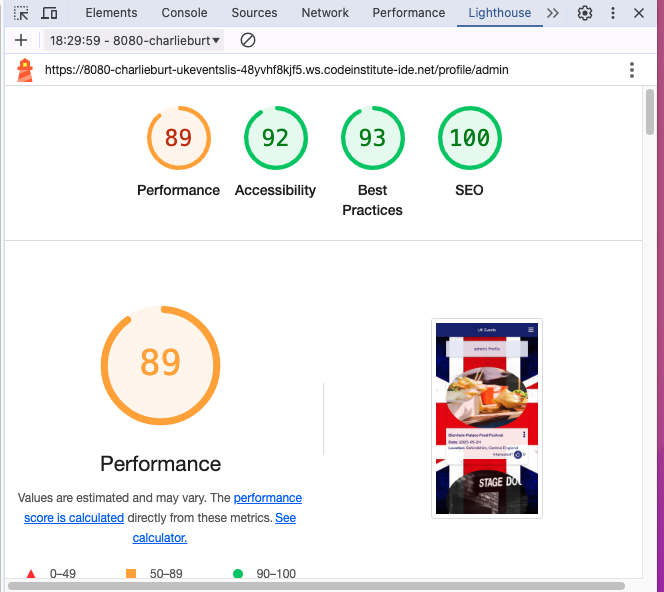 Elements Console Sources Network Performance Lighthouse
18:29:59 - 8080-charlieburt
https://8080-charlieburt-ukeventslis-48yvhf8kjf5.ws.codeinstitute-ide.net/profile/admin
89 92 93 100
Performance Accessibility Best Practices SEO
89
UK Events
admin's Profile
Blenheim Palace Food Festival
Date: 2025-05-24
Location: Oxfordshire, Central England
Interested? 0
STAGE DO
Performance
Values are estimated and may vary. The performance
score is calculated directly from these metrics. See
calculator.
0–49 50–89 90–100